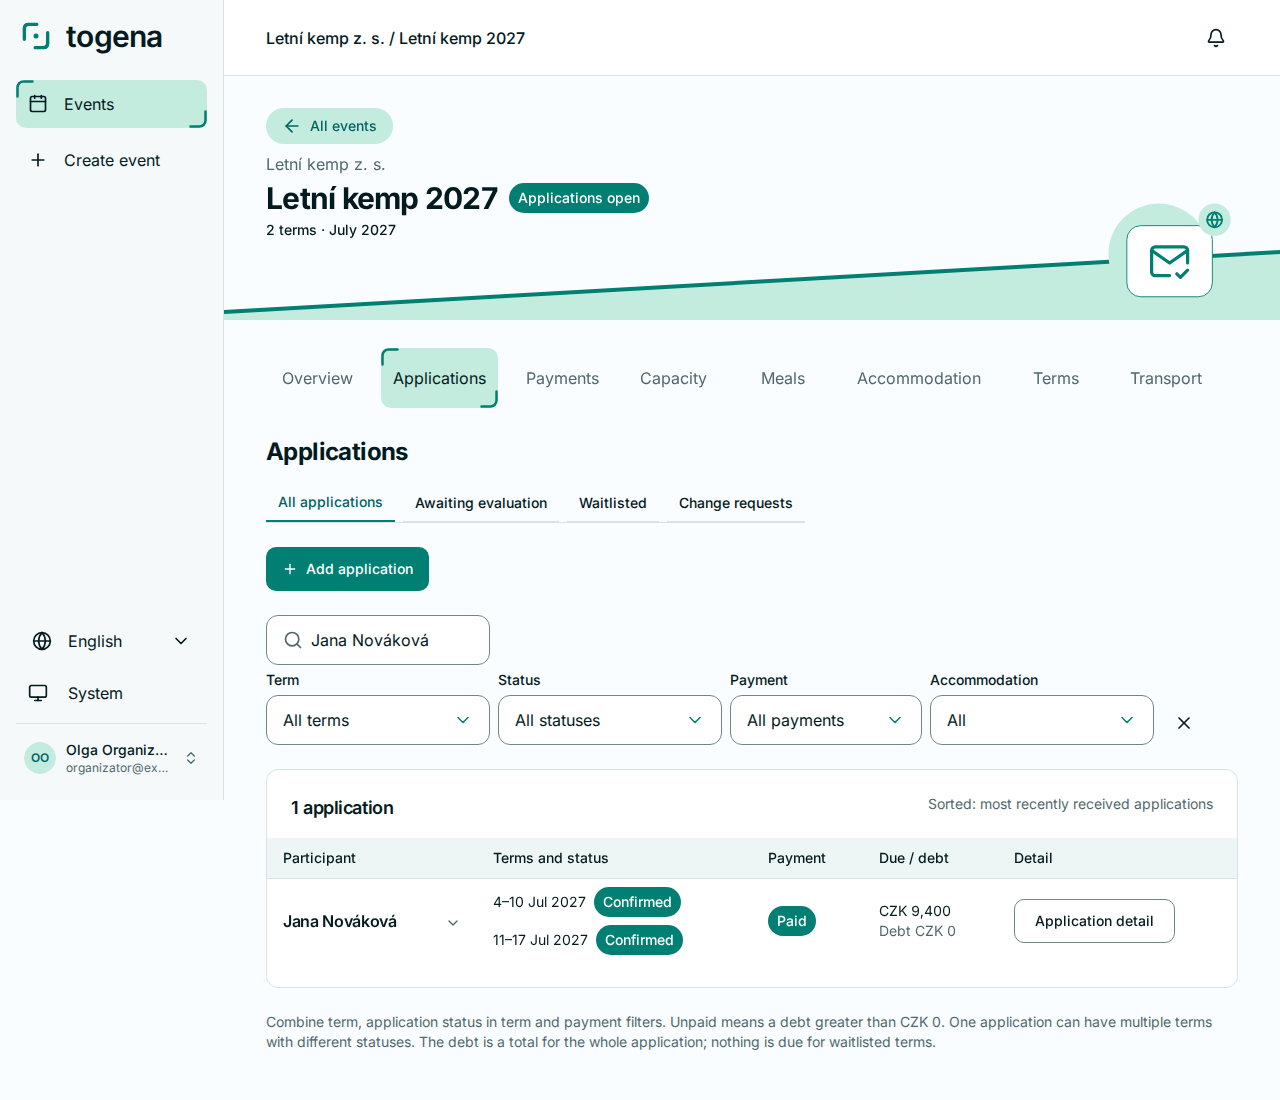 togena
Letní kemp z. s. / Letní kemp 2027
Events
Create event
All events
Letní kemp z. s.
Letní kemp 2027 Applications open
2 terms · July 2027
Overview Applications Payments Capacity Meals Accommodation Terms Transport
Applications
All applications Awaiting evaluation Waitlisted Change requests
Add application
Jana Nováková
Term Status Payment Accommodation
All terms All statuses All payments All
English
System
OO Olga Organiz...
organizator@ex...
1 application Sorted: most recently received applications
Participant Terms and status Payment Due / debt Detail
Jana Nováková 4–10 Jul 2027 Confirmed Paid CZK 9,400 Application detail
11–17 Jul 2027 Confirmed Debt CZK 0
Combine term, application status in term and payment filters. Unpaid means a debt greater than CZK 0. One application can have multiple terms
with different statuses. The debt is a total for the whole application; nothing is due for waitlisted terms.